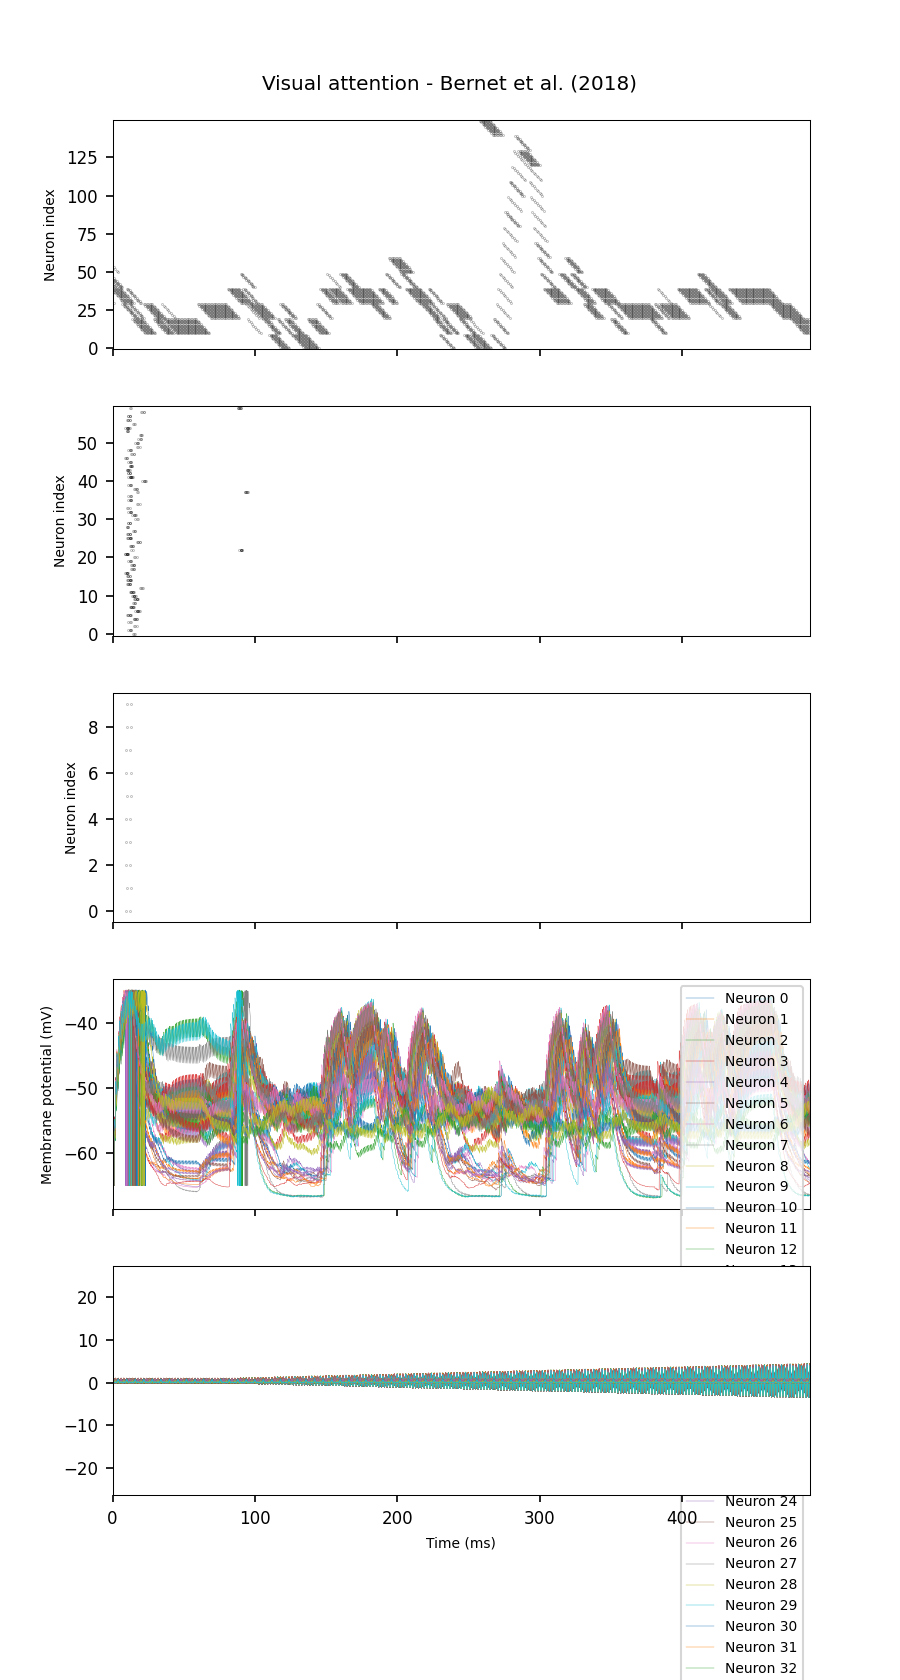 Visual attention - Bernet et al. (2018)
Neuron index
125
100
75
50
25
0
Neuron index
50
40
30
20
10
0
Neuron index
8
6
4
2
0
Membrane potential (mV)
−40
−50
−60
Neuron 0
Neuron 1
Neuron 2
Neuron 3
Neuron 4
Neuron 5
Neuron 6
Neuron 7
Neuron 8
Neuron 9
Neuron 10
Neuron 11
Neuron 12
20
10
0
−10
−20
0 100 200 300 400
Time (ms)
Neuron 24
Neuron 25
Neuron 26
Neuron 27
Neuron 28
Neuron 29
Neuron 30
Neuron 31
Neuron 32